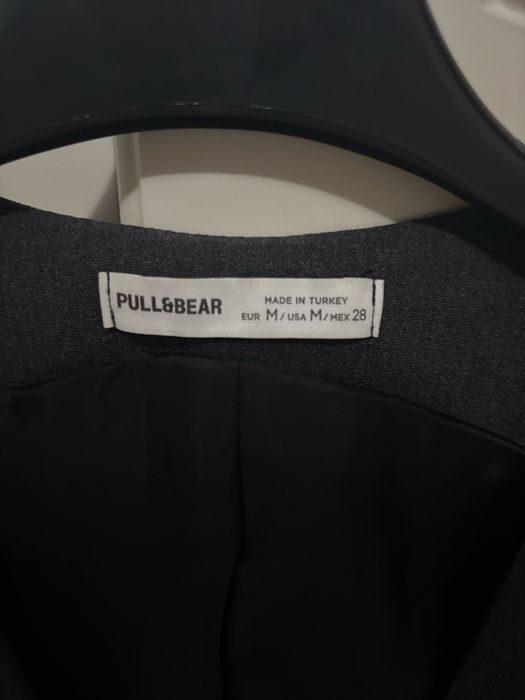 PULL&BEAR
MADE IN TURKEY
EUR M / USA M / MEX 28